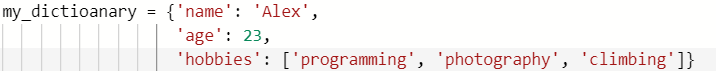 my_dictioanary = {'name': 'Alex',
'age': 23,
'hobbies': ['programming', 'photography', 'climbing']}